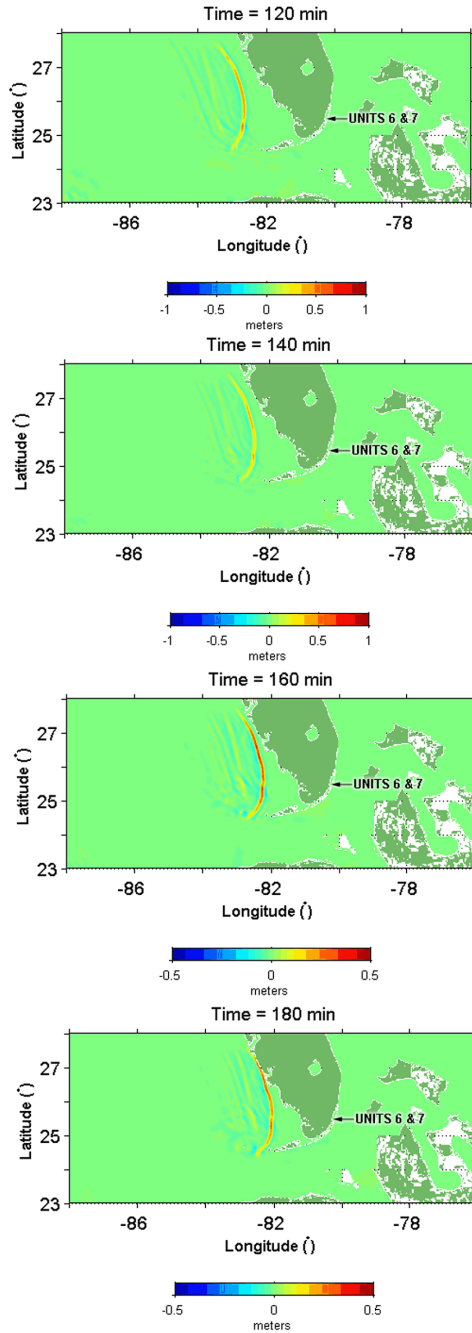 Time = 120 min
27
25
23
Latitude (°)
UNITS 6 & 7
-86
-82
-78
Longitude (°)
-1
-0.5
0
0.5
1
meters
Time = 140 min
27
25
23
Latitude (°)
UNITS 6 & 7
-86
-82
-78
Longitude (°)
-1
-0.5
0
0.5
1
meters
Time = 160 min
27
25
23
Latitude (°)
UNITS 6 & 7
-86
-82
-78
Longitude (°)
-0.5
0
0.5
meters
Time = 180 min
27
25
23
Latitude (°)
UNITS 6 & 7
-86
-82
-78
Longitude (°)
-0.5
0
0.5
meters